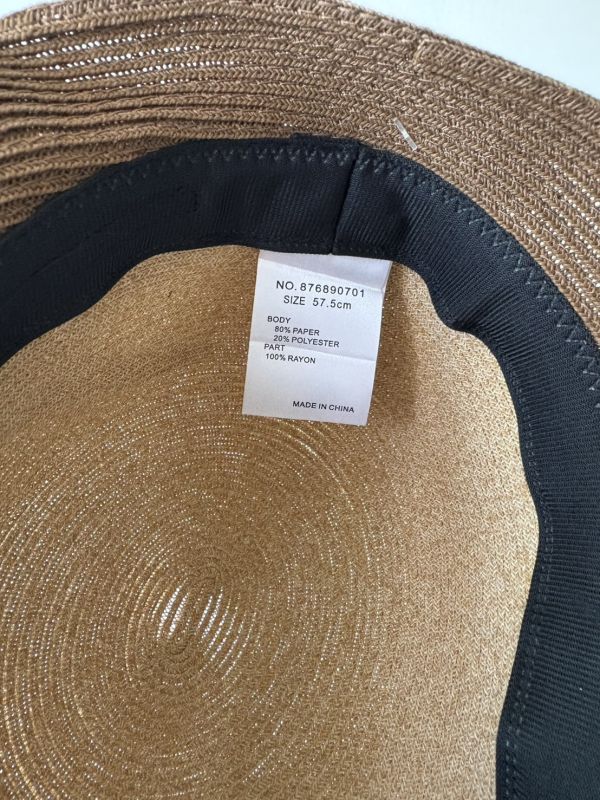 NO. 876890701
SIZE 57.5cm
BODY
80% PAPER
20% POLYESTER
PART
100% RAYON
MADE IN CHINA